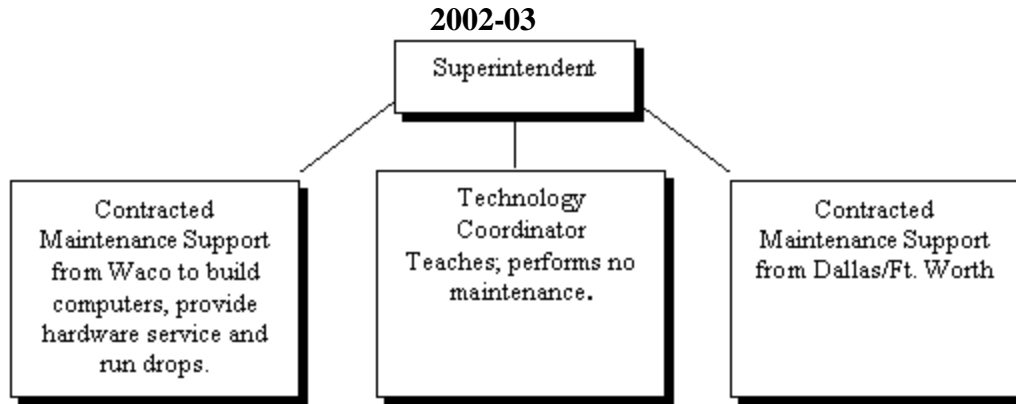 2002-03
Superintendent
Contracted
Maintenance Support
from Waco to build
computers, provide
hardware service and
run drops.
Technology
Coordinator
Teaches; performs no
maintenance.
Contracted
Maintenance Support
from Dallas/Ft. Worth